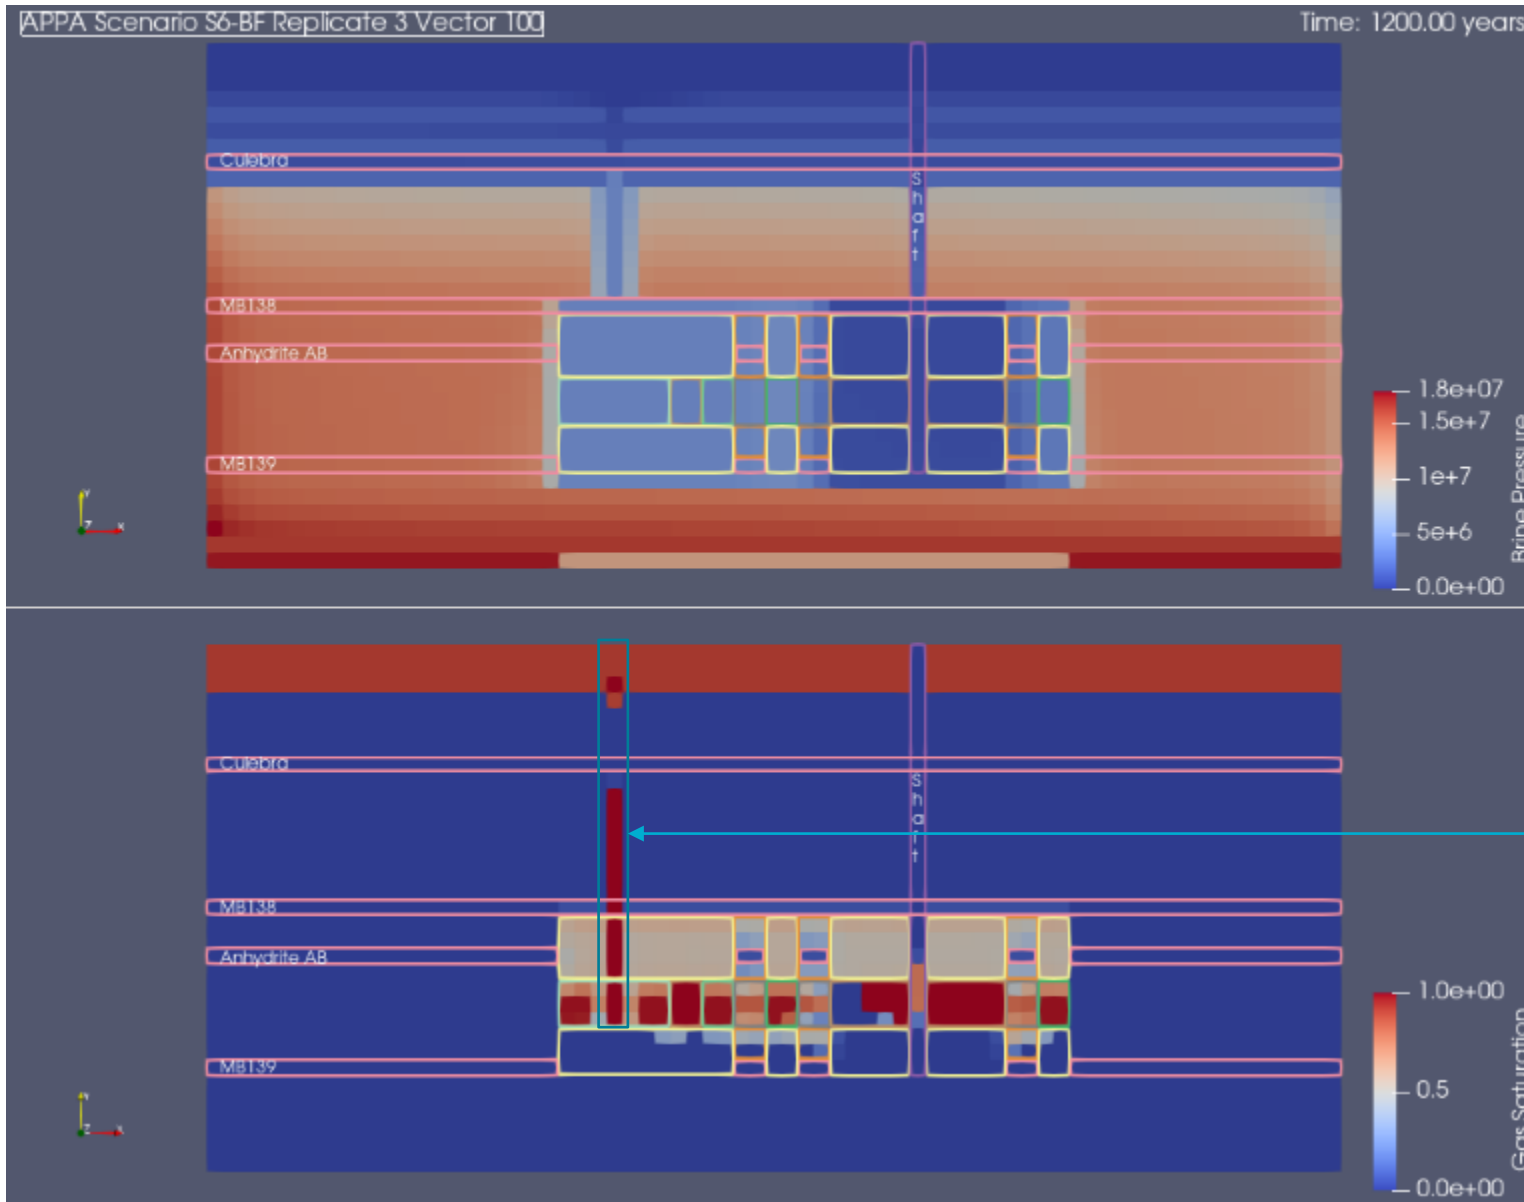 APPA Scenario S6-BF Replicate 3 Vector 100
Time: 1200.00 years
Culebra
Shaft
MB138
Anhydrite AB
MB139
Y
Z
X
1.8e+07
1.5e+7
1e+7
5e+6
0.0e+00
Brine Pressure
Culebra
Shaft
MB138
Anhydrite AB
MB139
Y
Z
X
1.0e+00
0.5
0.0e+00
Gas Saturation